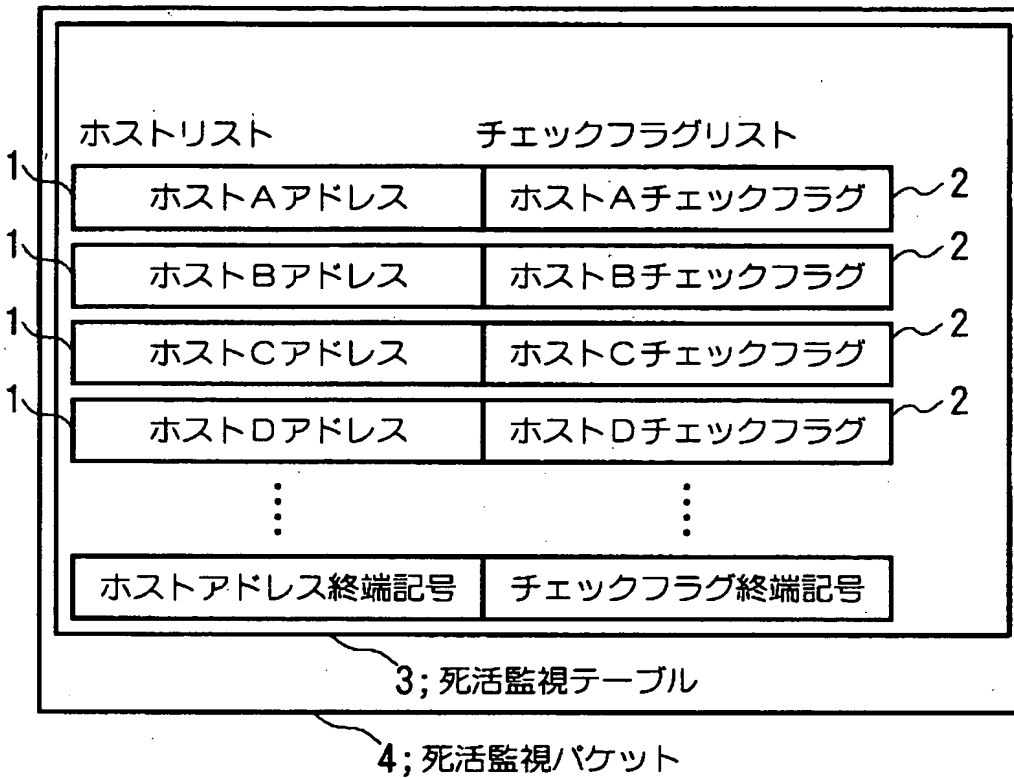 ホストリスト チェックフラグリスト
1 ホストAアドレス ホストAチェックフラグ 2
1 ホストBアドレス ホストBチェックフラグ 2
1 ホストCアドレス ホストCチェックフラグ 2
1 ホストDアドレス ホストDチェックフラグ 2
ホストアドレス終端記号 チェックフラグ終端記号
3;死活監視テーブル
4;死活監視パケット